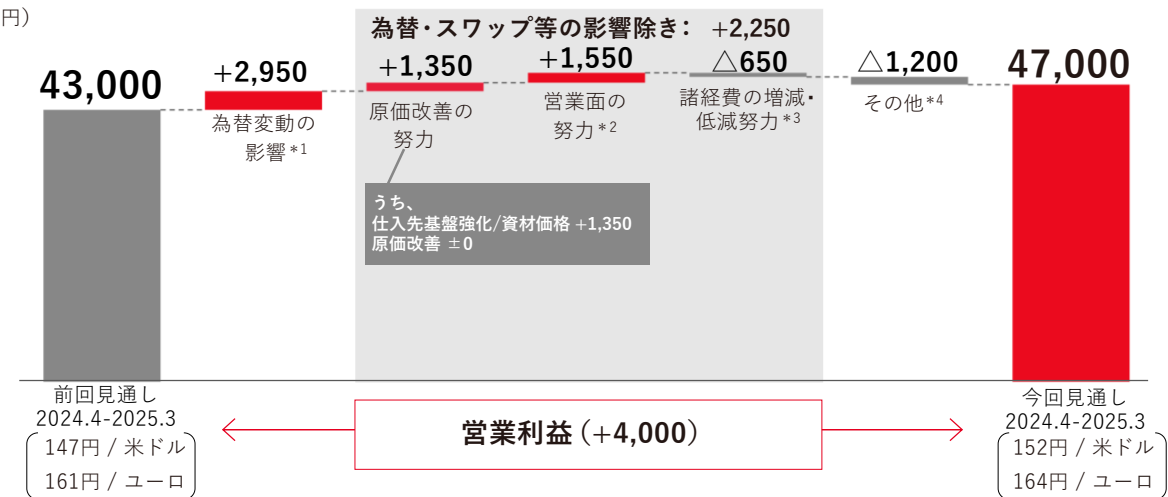 円)
為替・スワップ等の影響除き: +2,250
43,000
+2,950
為替変動の
影響*1
+1,350
原価改善の
努力
+1,550
営業面の
努力*2
△650
諸経費の増減・
低減努力*3
△1,200
その他*4
47,000
うち、
仕入先基盤強化/資材価格 +1,350
原価改善 ±0
前回見通し
2024.4-2025.3
147円 / 米ドル
161円 / ユーロ
営業利益 (+4,000)
今回見通し
2024.4-2025.3
152円 / 米ドル
164円 / ユーロ